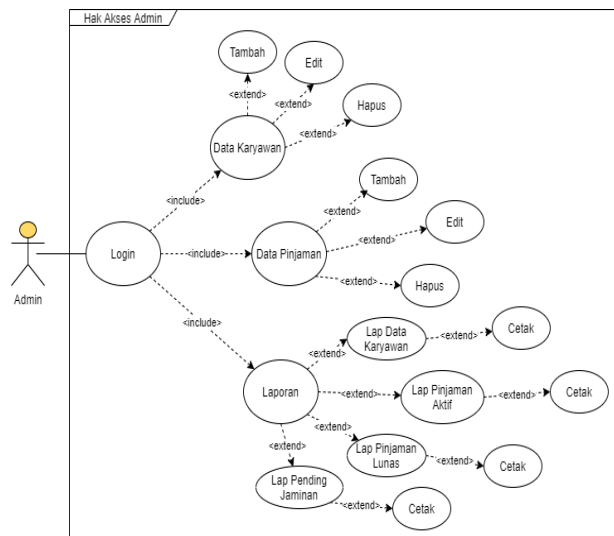 Hak Akses Admin
Tambah
Edit
<extend>
<extend>
Hapus
<extend>
Data Karyawan
Tambah
<include>
<extend>
Edit
<extend>
Login
<include>
Data Pinjaman
Admin
<extend>
Hapus
<include>
Lap Data
Karyawan
<extend>
Cetak
<extend>
Laporan
<extend>
Lap Pinjaman
Aktif
<extend>
Cetak
<extend>
<extend>
Lap Pinjaman
Lunas
<extend>
Cetak
Lap Pending
Jaminan
<extend>
Cetak